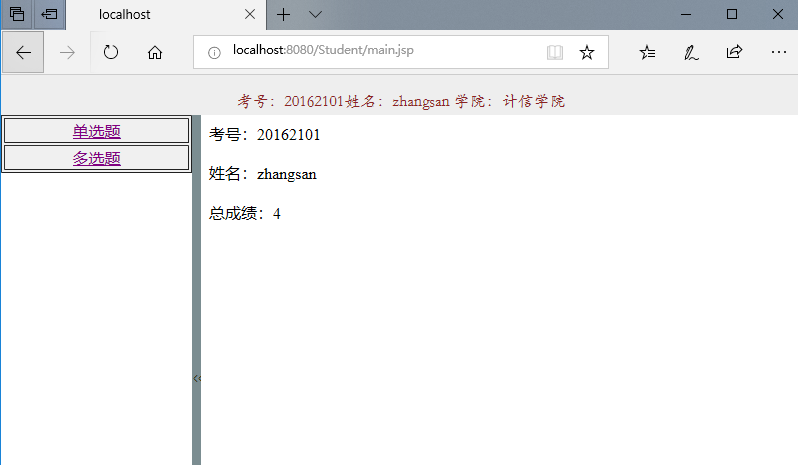 localhost
localhost:8080/Student/main.jsp
考号：20162101姓名：zhangsan 学院：计信学院
单选题
多选题
考号：20162101
姓名：zhangsan
总成绩：4